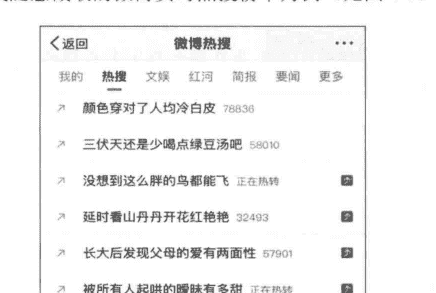 返回 微博热搜 ...
我的 热搜 文娱 红河 简报 要闻 更多
颜色穿对了人均冷白皮 78836
三伏天还是少喝点绿豆汤吧 58010
没想到这么胖的鸟都能飞 正在热转
延时看山丹丹开花红艳艳 32493
长大后发现父母的爱有两面性 57901
被所有人起哄的暧昧有多甜 正在热转